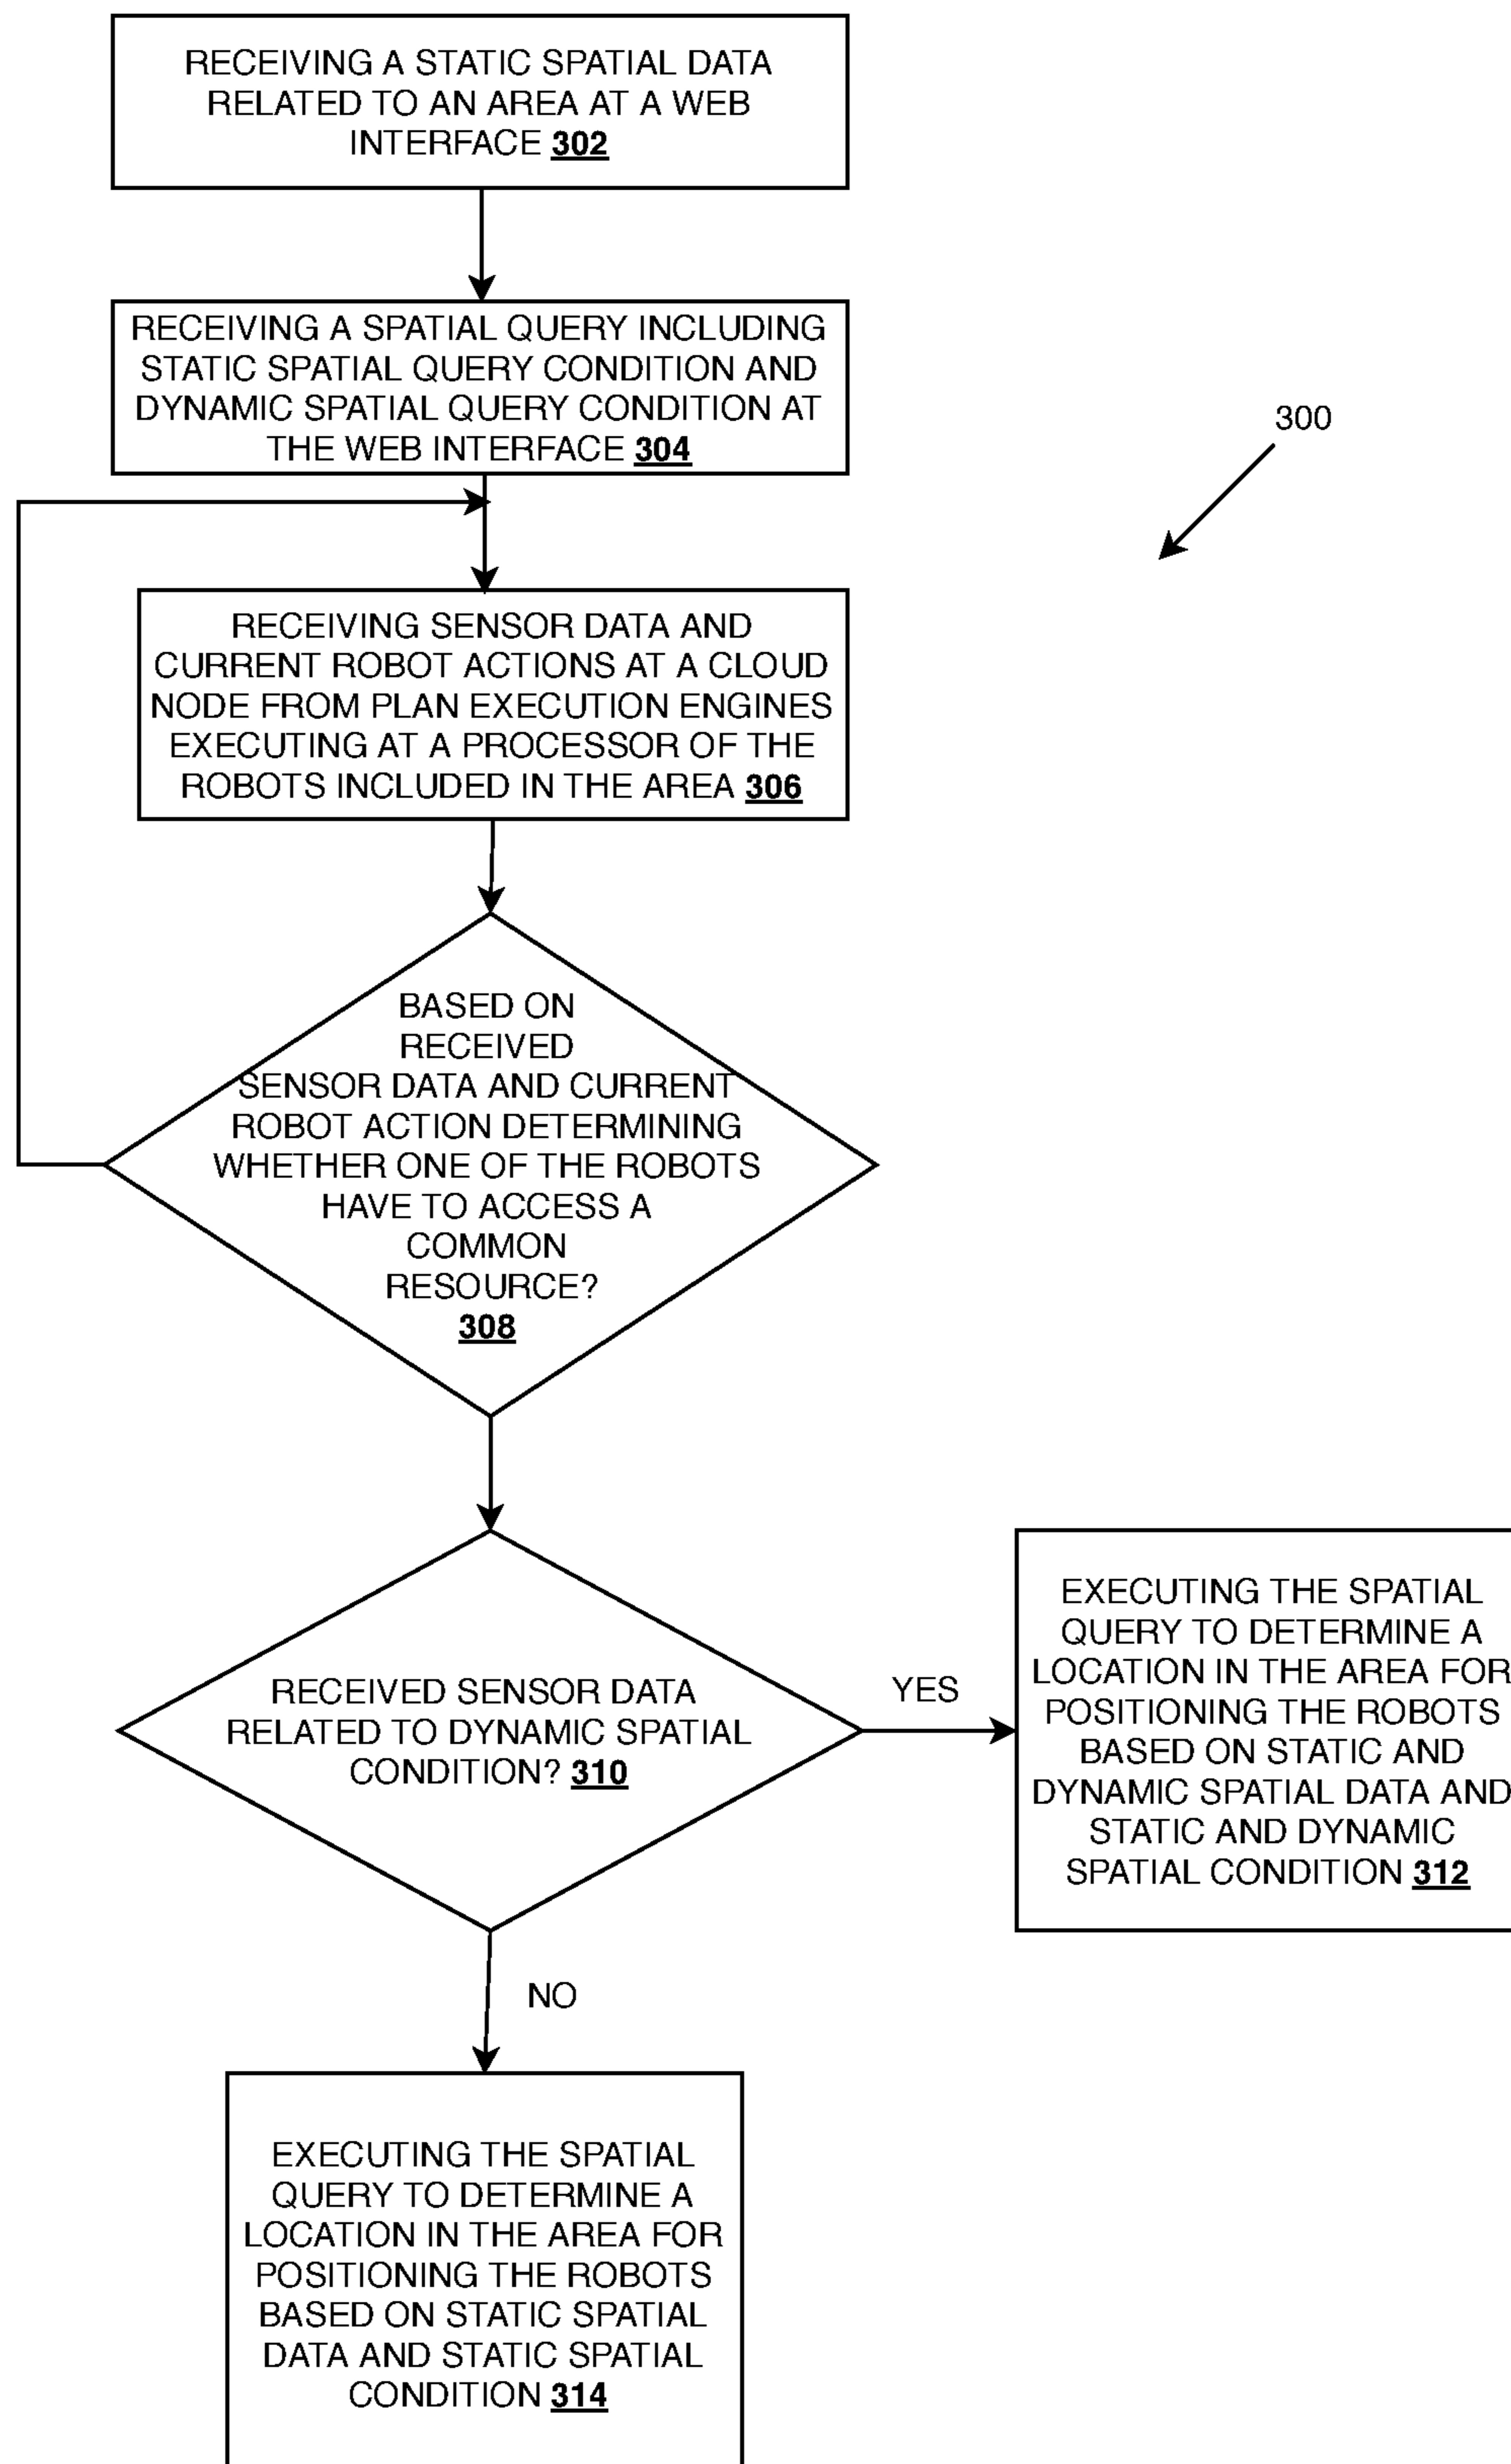 RECEIVING A STATIC SPATIAL DATA
RELATED TO AN AREA AT A WEB
INTERFACE 302
RECEIVING A SPATIAL QUERY INCLUDING
STATIC SPATIAL QUERY CONDITION AND
DYNAMIC SPATIAL QUERY CONDITION AT
THE WEB INTERFACE 304
300
RECEIVING SENSOR DATA AND
CURRENT ROBOT ACTIONS AT A CLOUD
NODE FROM PLAN EXECUTION ENGINES
EXECUTING AT A PROCESSOR OF THE
ROBOTS INCLUDED IN THE AREA 306
BASED ON
RECEIVED
SENSOR DATA AND CURRENT
ROBOT ACTION DETERMINING
WHETHER ONE OF THE ROBOTS
HAVE TO ACCESS A
COMMON
RESOURCE?
308
RECEIVED SENSOR DATA
RELATED TO DYNAMIC SPATIAL
CONDITION? 310
YES
EXECUTING THE SPATIAL
QUERY TO DETERMINE A
LOCATION IN THE AREA FOR
POSITIONING THE ROBOTS
BASED ON STATIC AND
DYNAMIC SPATIAL DATA AND
STATIC AND DYNAMIC
SPATIAL CONDITION 312
NO
EXECUTING THE SPATIAL
QUERY TO DETERMINE A
LOCATION IN THE AREA FOR
POSITIONING THE ROBOTS
BASED ON STATIC SPATIAL
DATA AND STATIC SPATIAL
CONDITION 314